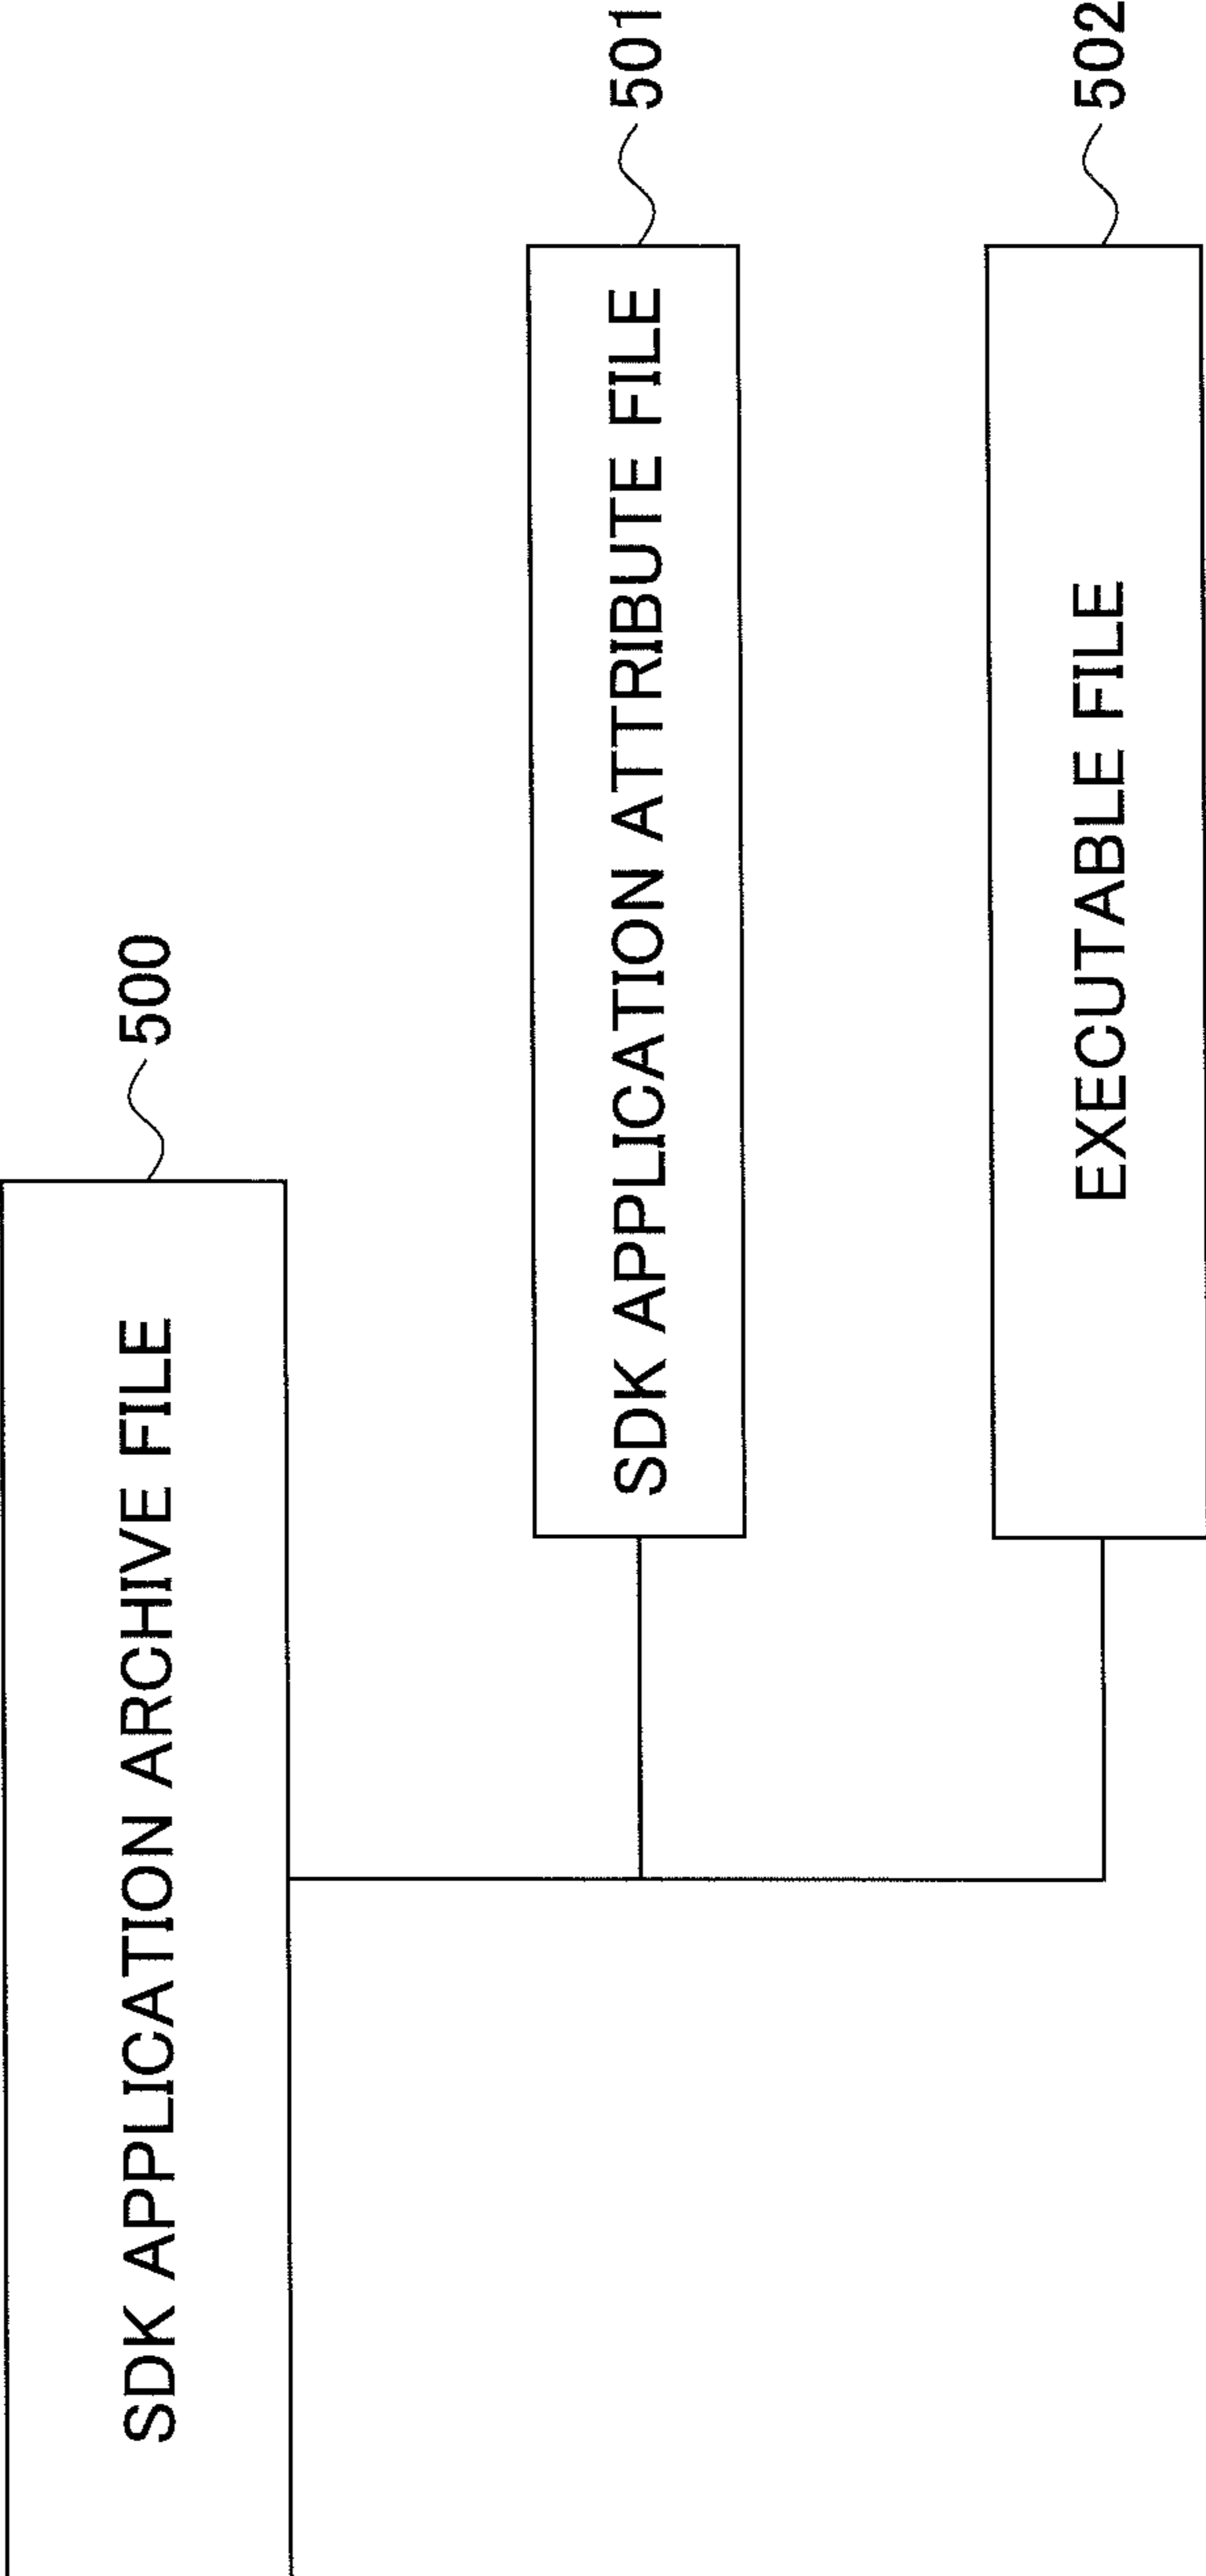 SDK APPLICATION ARCHIVE FILE
500
SDK APPLICATION ATTRIBUTE FILE
501
EXECUTABLE FILE
502